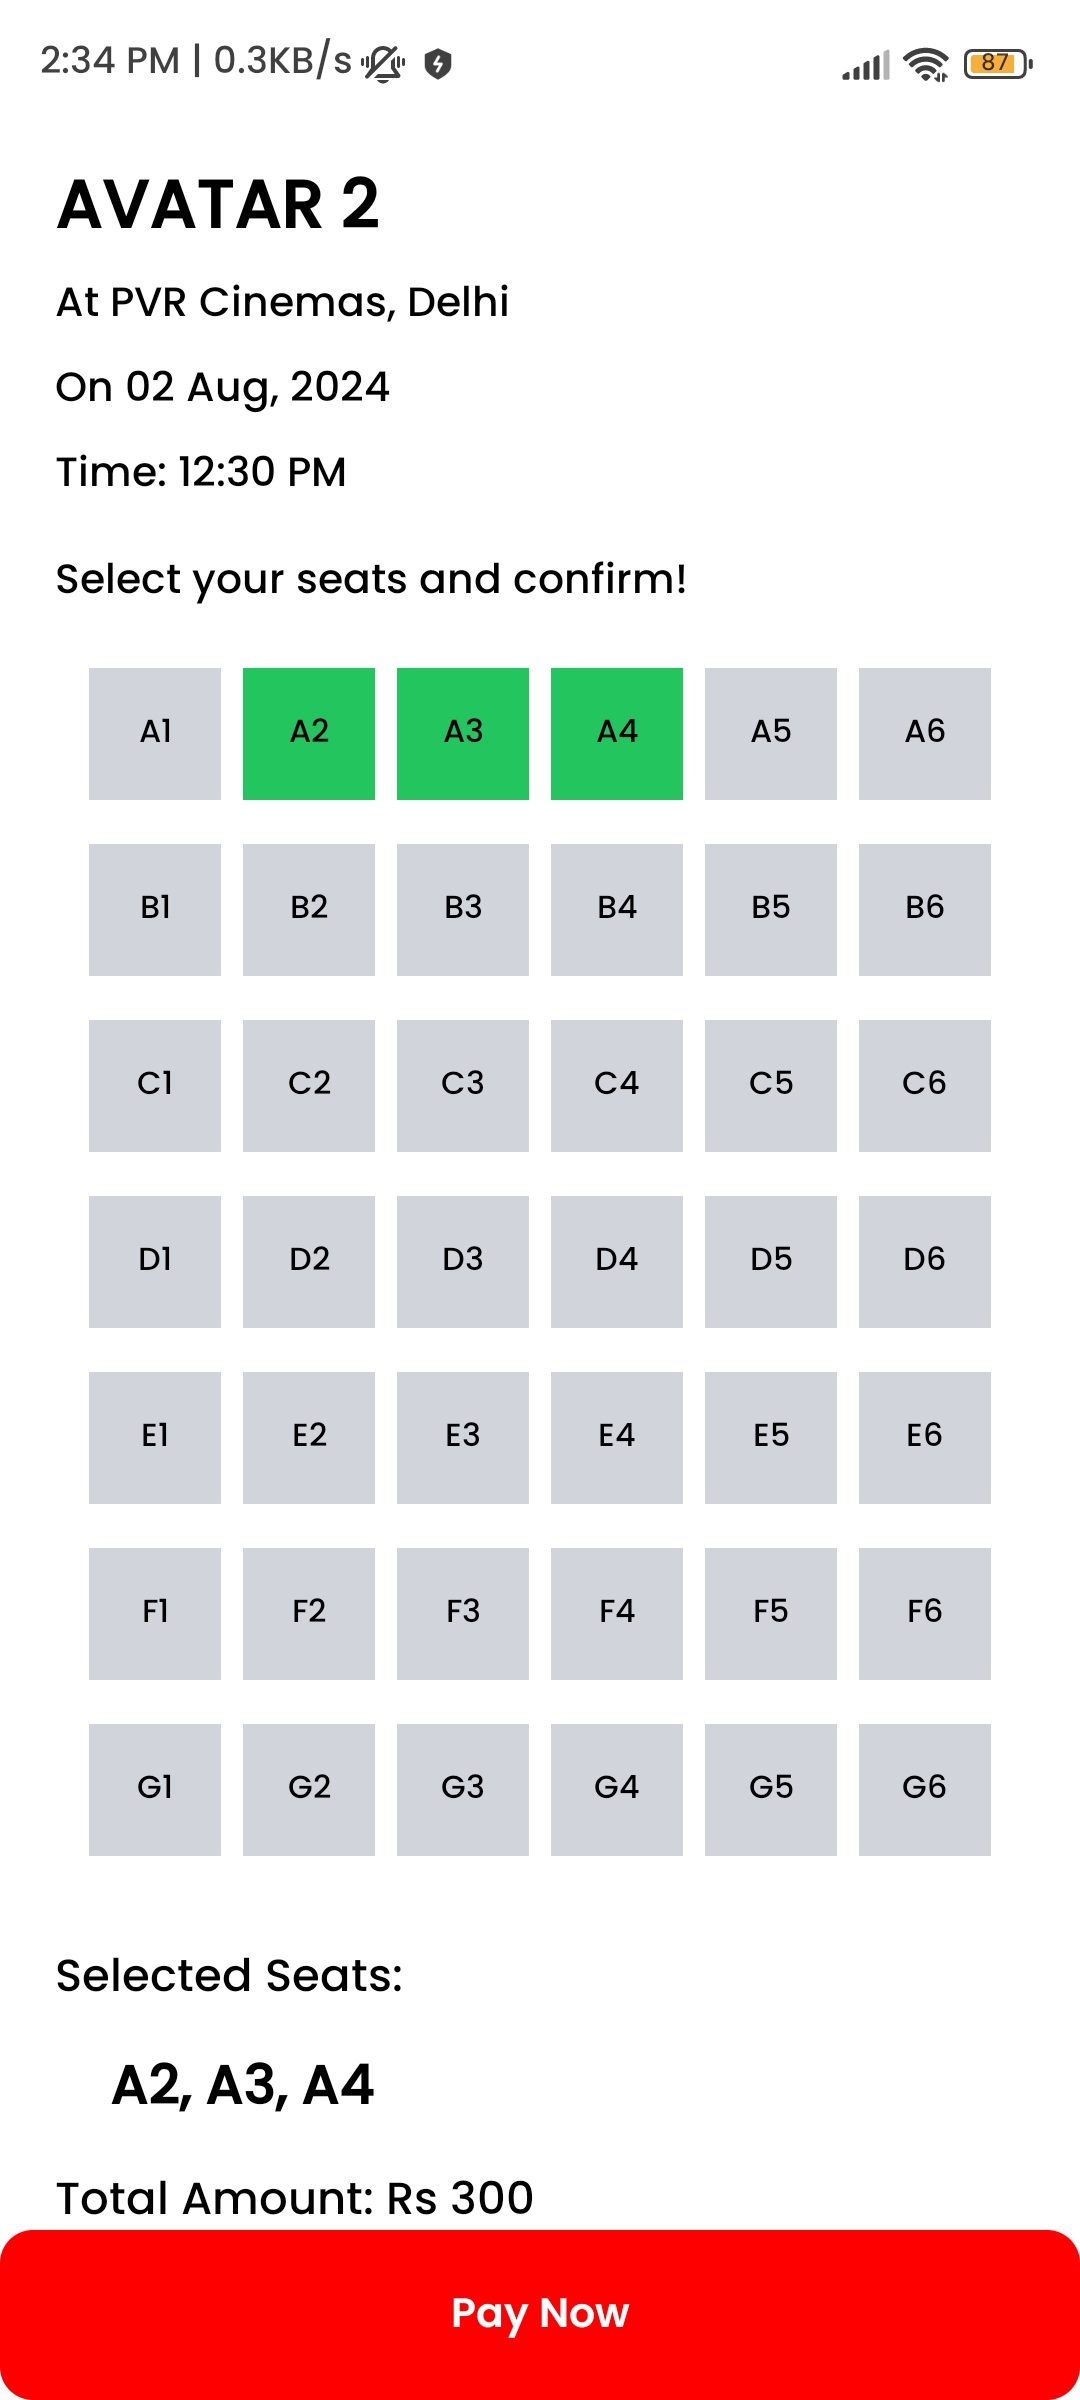 2:34 PM | 0.3KB/s 87
AVATAR 2
At PVR Cinemas, Delhi
On 02 Aug, 2024
Time: 12:30 PM
Select your seats and confirm!
A1 A2 A3 A4 A5 A6
B1 B2 B3 B4 B5 B6
C1 C2 C3 C4 C5 C6
D1 D2 D3 D4 D5 D6
E1 E2 E3 E4 E5 E6
F1 F2 F3 F4 F5 F6
G1 G2 G3 G4 G5 G6
Selected Seats:
A2, A3, A4
Total Amount: Rs 300
Pay Now